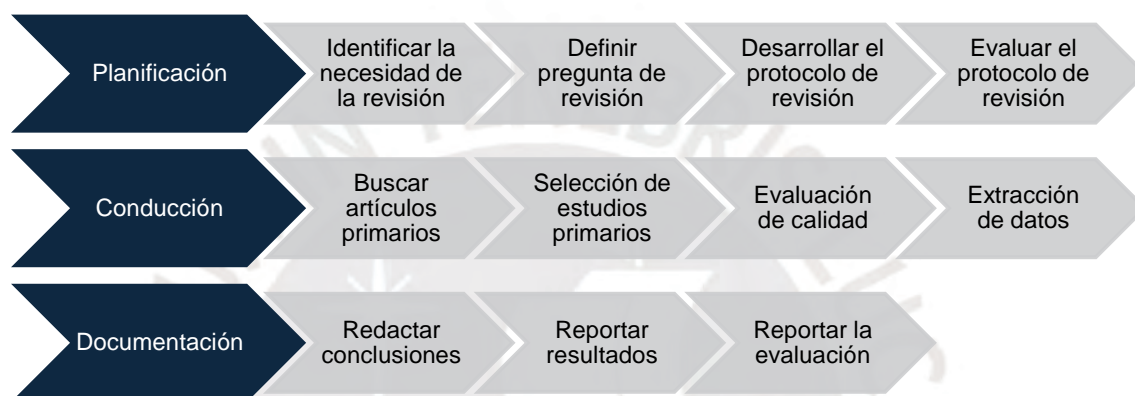 Planificación
Identificar la
necesidad de
la revisión
Definir
pregunta de
revisión
Desarrollar el
protocolo de
revisión
Evaluar el
protocolo de
revisión
Conducción
Buscar
artículos
primarios
Selección de
estudios
primarios
Evaluación
de calidad
Extracción
de datos
Documentación
Redactar
conclusiones
Reportar
resultados
Reportar la
evaluación